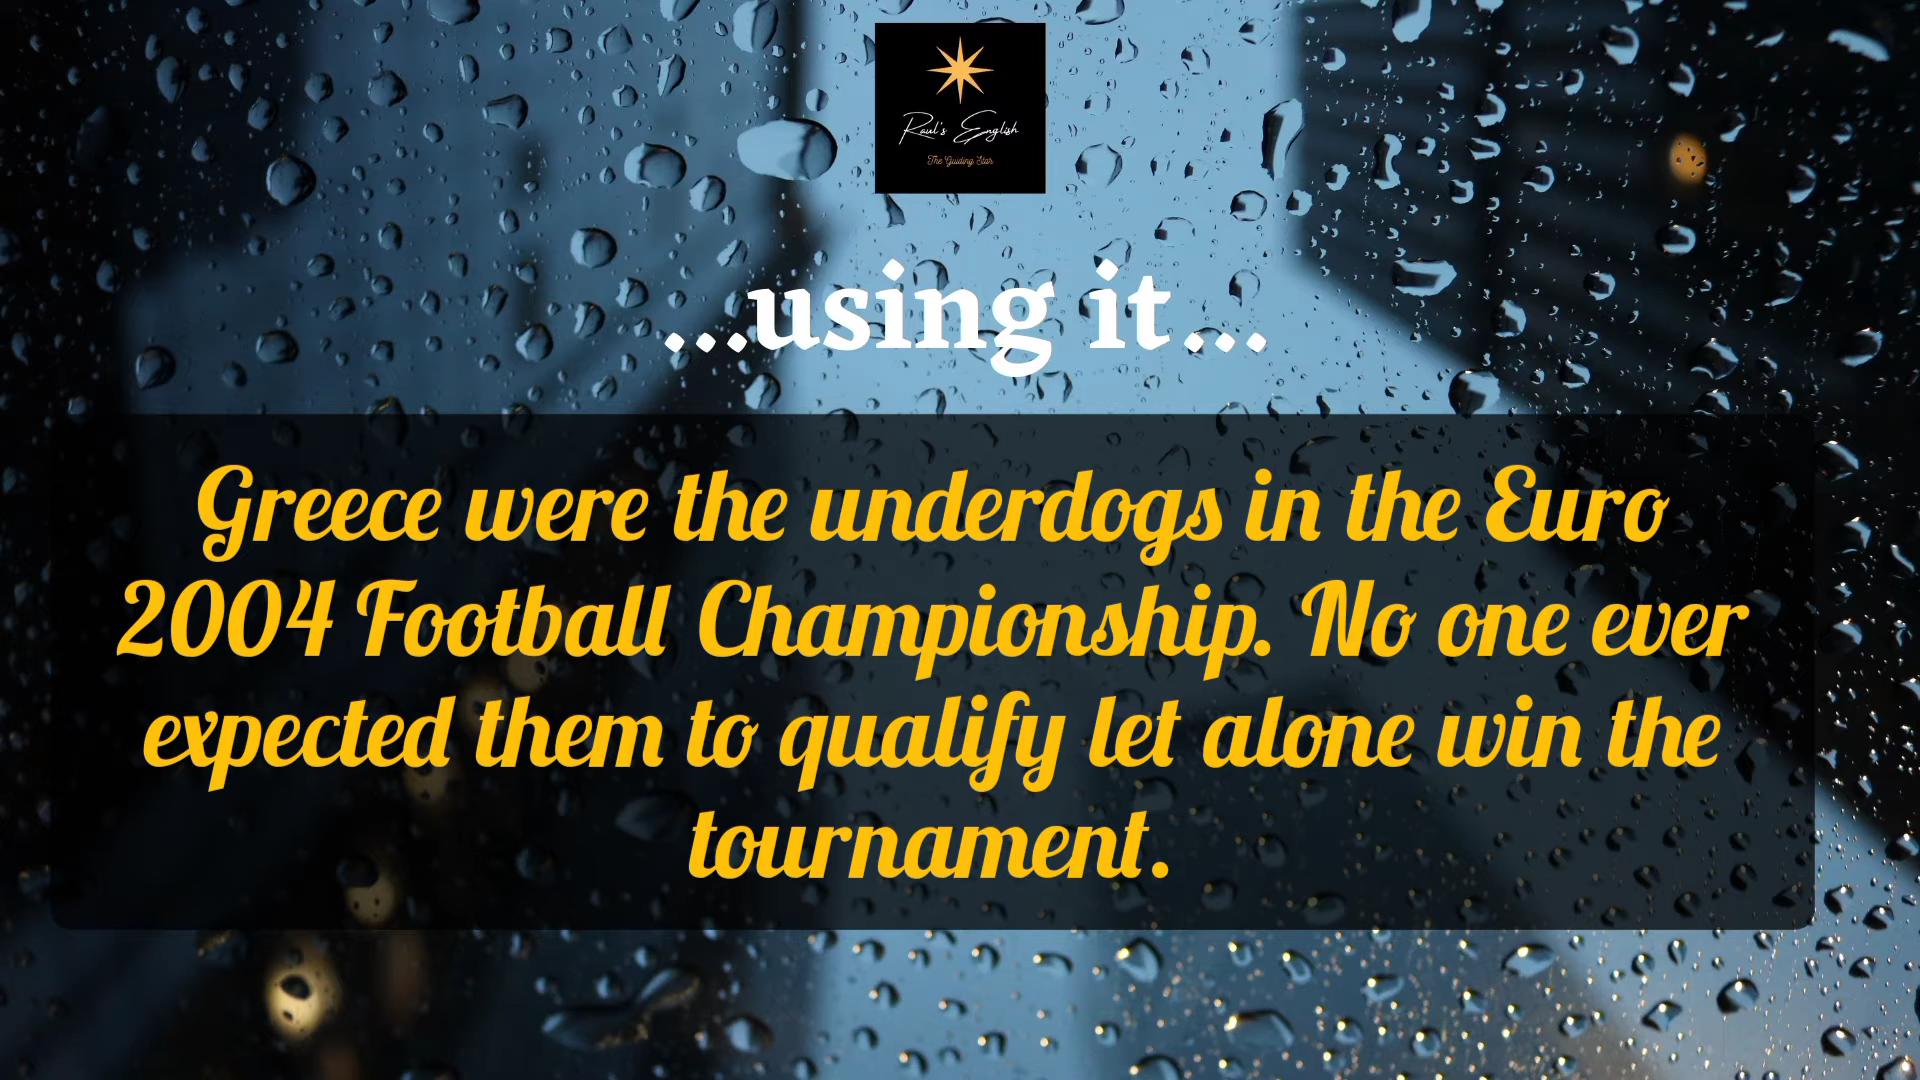 Raul's English
The Guiding Star
...using it...
Greece were the underdogs in the Euro
2004 Football Championship. No one ever
expected them to qualify let alone win the
tournament.